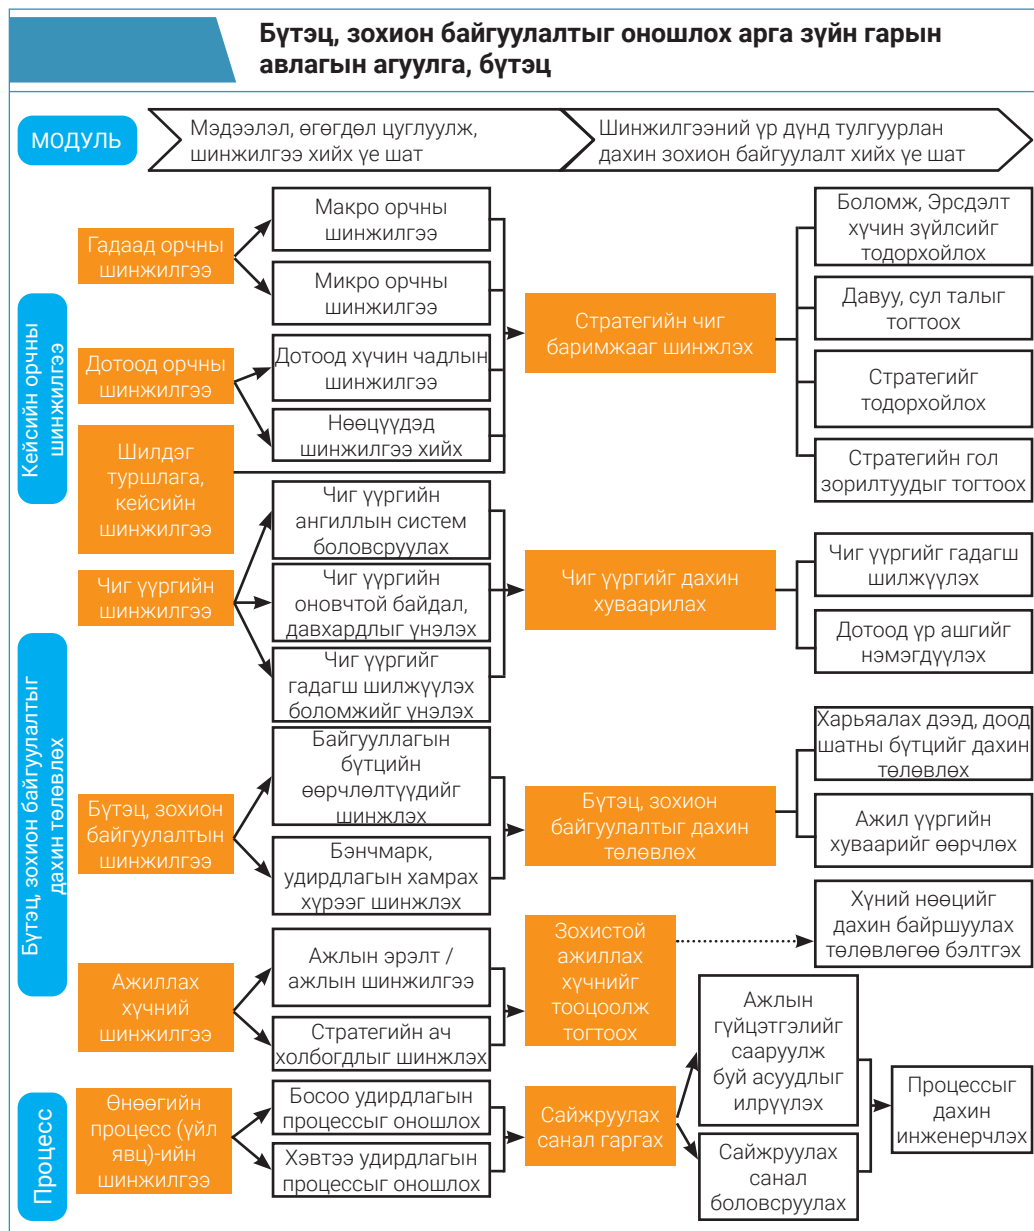 Бүтэц, зохион байгуулалтыг оношлох арга зүйн гарын
авлагын агуулга, бүтэц
МОДУЛЬ
Мэдээлэл, өгөгдөл цуглуулж,
шинжилгээ хийх үе шат
Шинжилгээний үр дүнд тулгуурлан
дахин зохион байгуулалт хийх үе шат
Кейсийн орчны
шинжилгээ
Гадаад орчны
шинжилгээ
Макро орчны
шинжилгээ
Микро орчны
шинжилгээ
Дотоод орчны
шинжилгээ
Дотоод хүчин чадлын
шинжилгээ
Нөөцүүдэд
шинжилгээ хийх
Шилдэг
туршлага,
кейсийн
шинжилгээ
Стратегийн чиг
баримжааг шинжлэх
Боломж, Эрсдэлт
хүчин зүйлсийг
тодорхойлох
Давуу, сул талыг
тогтоох
Стратегийг
тодорхойлох
Стратегийн гол
зорилтуудыг тогтоох
Бүтэц, зохион байгуулалтыг
дахин төлөвлөх
Чиг үүргийн
шинжилгээ
Чиг үүргийн
ангиллын систем
боловсруулах
Чиг үүргийн
оновчтой байдал,
давхардлыг үнэлэх
Чиг үүргийг
гадагш шилжүүлэх
боломжийг үнэлэх
Чиг үүргийг дахин
хуваарилах
Чиг үүргийг гадагш
шилжүүлэх
Дотоод үр ашгийг
нэмэгдүүлэх
Бүтэц, зохион
байгуулалтын
шинжилгээ
Байгууллагын
бүтцийн
өөрчлөлтүүдийг
шинжлэх
Бэнчмарк,
удирдлагын хамрах
хүрээг шинжлэх
Бүтэц, зохион
байгуулалтыг дахин
төлөвлөх
Харьяалах дээд, доод
шатны бүтцийг дахин
төлөвлөх
Ажил үүргийн
хуваарийг өөрчлөх
Ажиллах
хүчний
шинжилгээ
Ажлын эрэлт /
ажлын шинжилгээ
Стратегийн ач
холбогдлыг шинжлэх
Зохистой
ажиллах
хүчнийг
тооцоолж
тогтоох
Хүний нөөцийг
дахин байршуулах
төлөвлөгөө бэлтгэх
Процесс
Өнөөгийн
процесс (үйл
явц)-ийн
шинжилгээ
Босоо удирдлагын
процессыг оношлох
Хэвтээ удирдлагын
процессыг оношлох
Сайжруулах
санал гаргах
Ажлын
гүйцэтгэлийг
сааруулж
буй асуудлыг
илрүүлэх
Сайжруулах
санал
боловсруулах
Процессыг
дахин
инженерчлэх